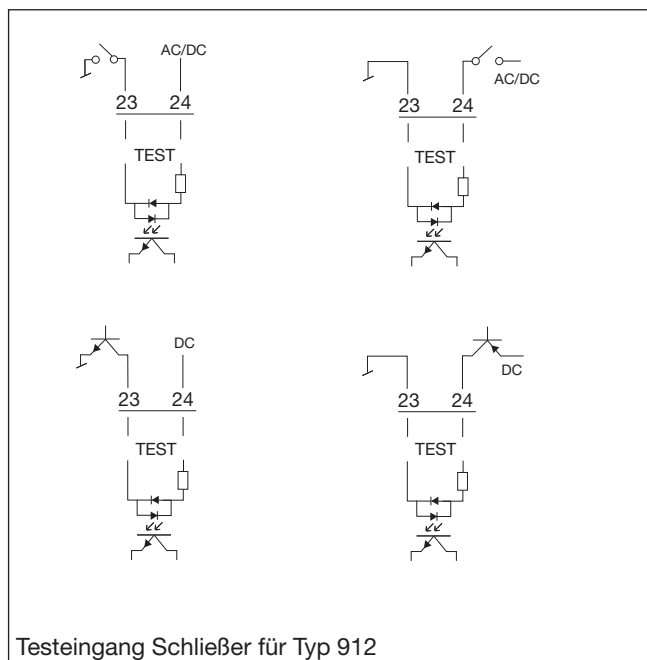 AC/DC
23 24
TEST
AC/DC
23 24
TEST
DC
23 24
TEST
DC
23 24
TEST
Testeingang Schließer für Typ 912